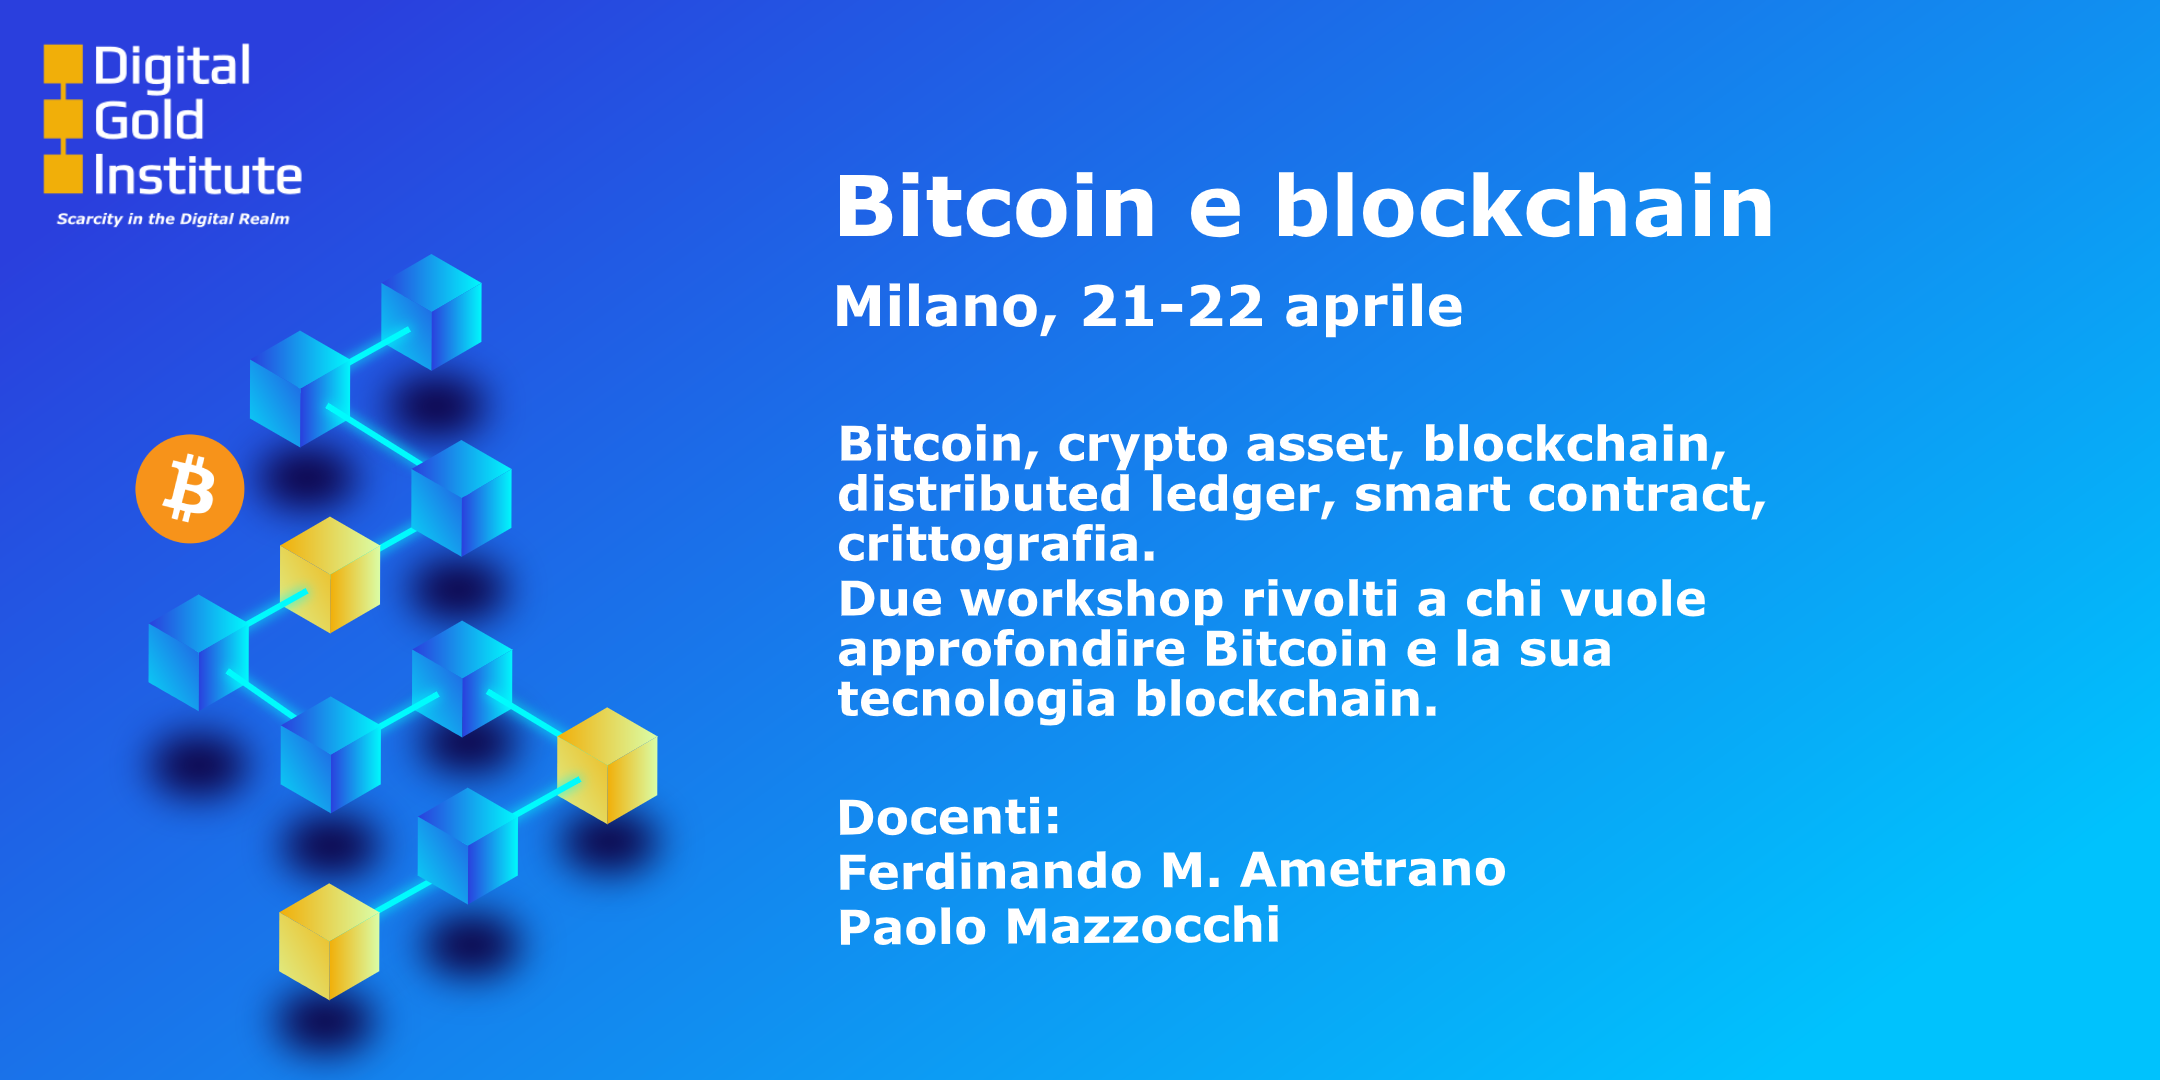 Digital
Gold
Institute
Scarcity in the Digital Realm
Bitcoin e blockchain
Milano, 21-22 aprile
Bitcoin, crypto asset, blockchain,
distributed ledger, smart contract,
crittografia.
Due workshop rivolti a chi vuole
approfondire Bitcoin e la sua
tecnologia blockchain.
Docenti:
Ferdinando M. Ametrano
Paolo Mazzocchi